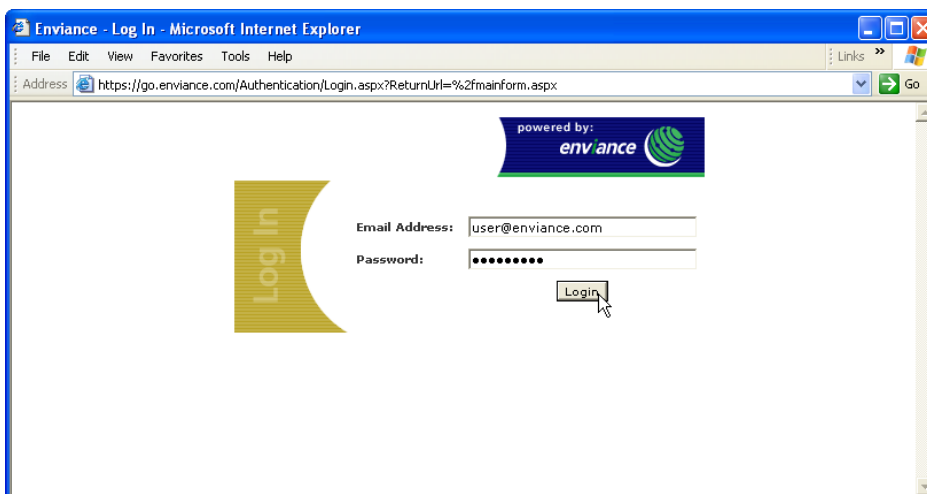 Enviance - Log In - Microsoft Internet Explorer
File Edit View Favorites Tools Help Links »
Address https://go.enviance.com/Authentication/Login.aspx?ReturnUrl=%2fmainform.aspx Go
powered by:
enviance
Log In
Email Address: user@enviance.com
Password: •••••••••
Login